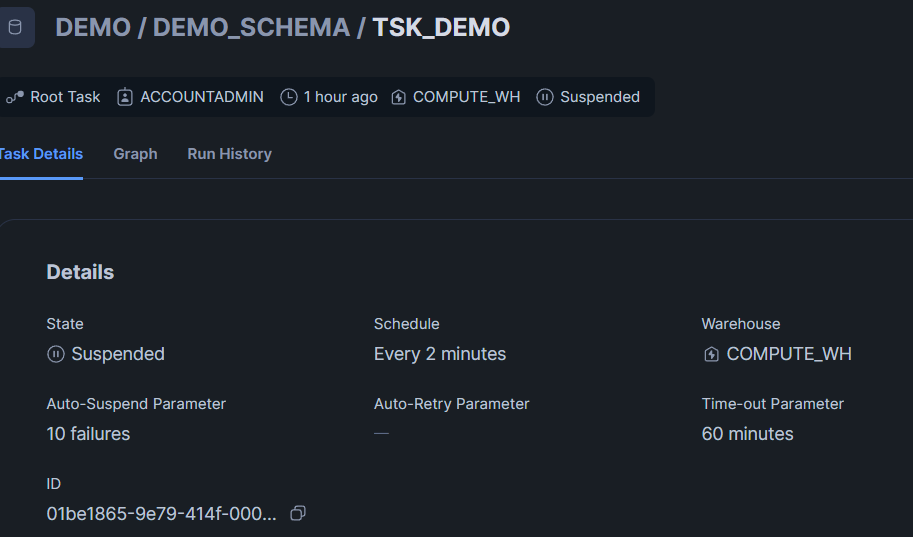 DEMO / DEMO_SCHEMA / TSK_DEMO
Root Task ACCOUNTADMIN 1 hour ago COMPUTE_WH Suspended
Task Details Graph Run History
Details
State Schedule Warehouse
Suspended Every 2 minutes COMPUTE_WH
Auto-Suspend Parameter Auto-Retry Parameter Time-out Parameter
10 failures — 60 minutes
ID
01be1865-9e79-414f-000...